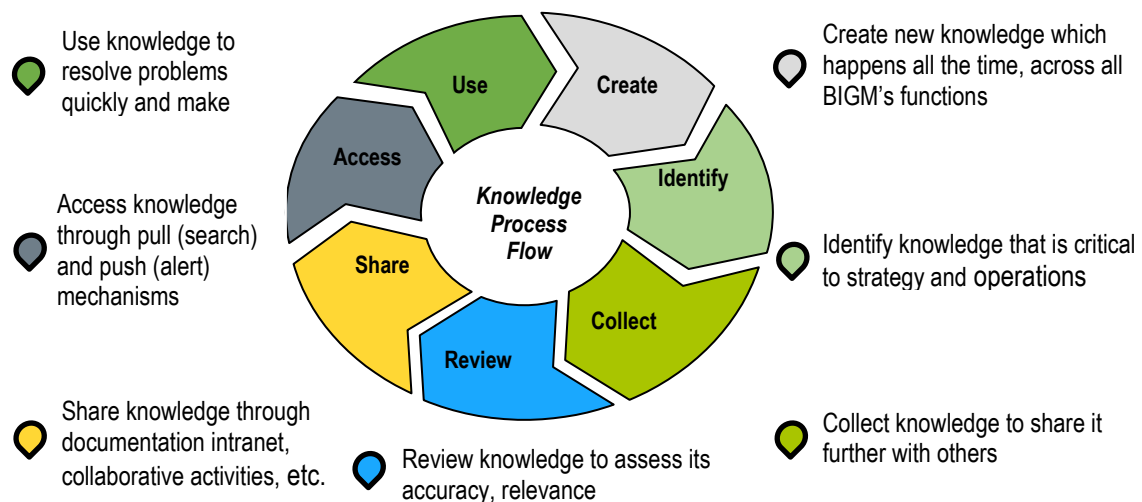 Use knowledge to
resolve problems
quickly and make
Access knowledge
through pull (search)
and push (alert)
mechanisms
Share knowledge through
documentation intranet,
collaborative activities, etc.
Use
Create
Access
Identify
Knowledge
Process
Flow
Share
Collect
Review
Review knowledge to assess its
accuracy, relevance
Create new knowledge which
happens all the time, across all
BIGM's functions
Identify knowledge that is critical
to strategy and operations
Collect knowledge to share it
further with others